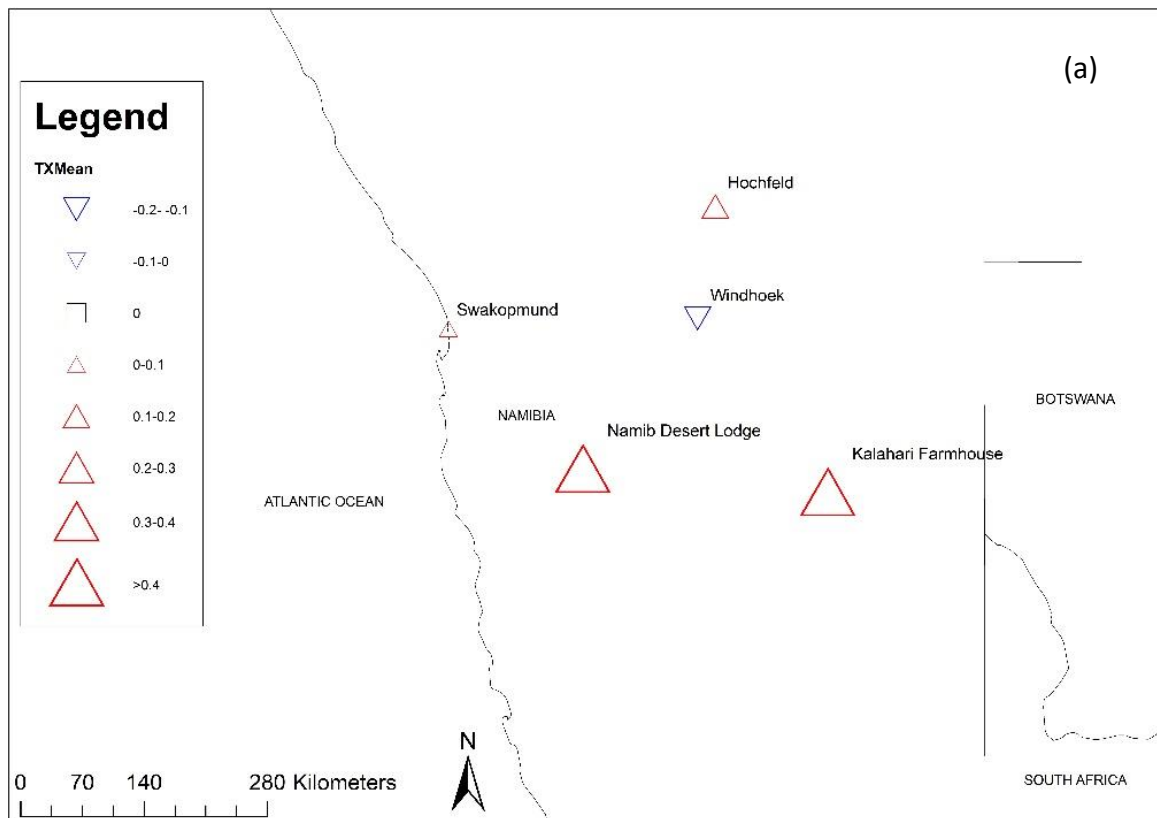 (a)
Legend
TXMean
-0.2- -0.1
-0.1-0
0
0-0.1
0.1-0.2
0.2-0.3
0.3-0.4
>0.4
Hochfeld
Windhoek
Swakopmund
BOTSWANA
NAMIBIA
Namib Desert Lodge
Kalahari Farmhouse
ATLANTIC OCEAN
N
0 70 140 280 Kilometers
SOUTH AFRICA